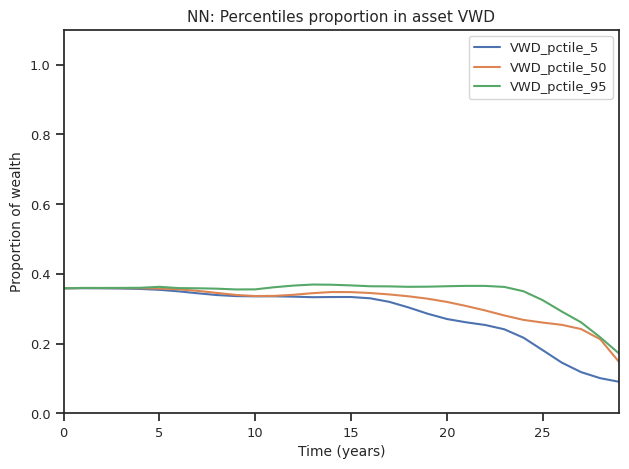 NN: Percentiles proportion in asset VWD
VWD_pctile_5
VWD_pctile_50
VWD_pctile_95
Proportion of wealth
1.0
0.8
0.6
0.4
0.2
0.0
0 5 10 15 20 25
Time (years)